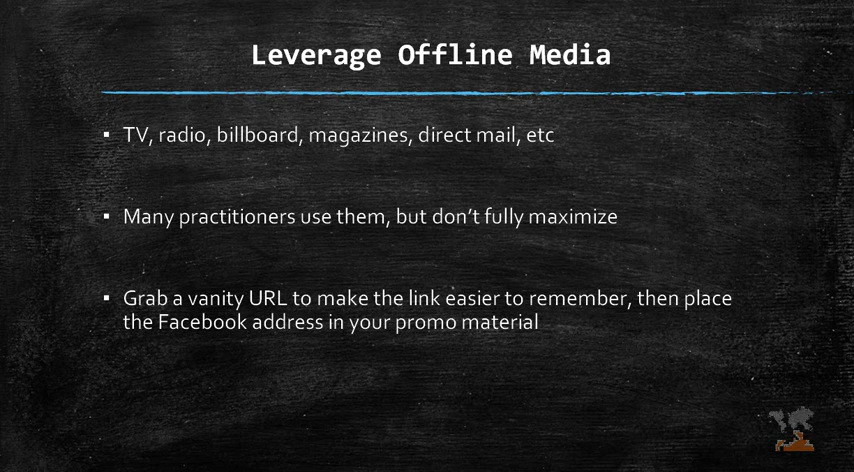 Leverage Offline Media
▪ TV, radio, billboard, magazines, direct mail, etc
▪ Many practitioners use them, but don’t fully maximize
▪ Grab a vanity URL to make the link easier to remember, then place
the Facebook address in your promo material